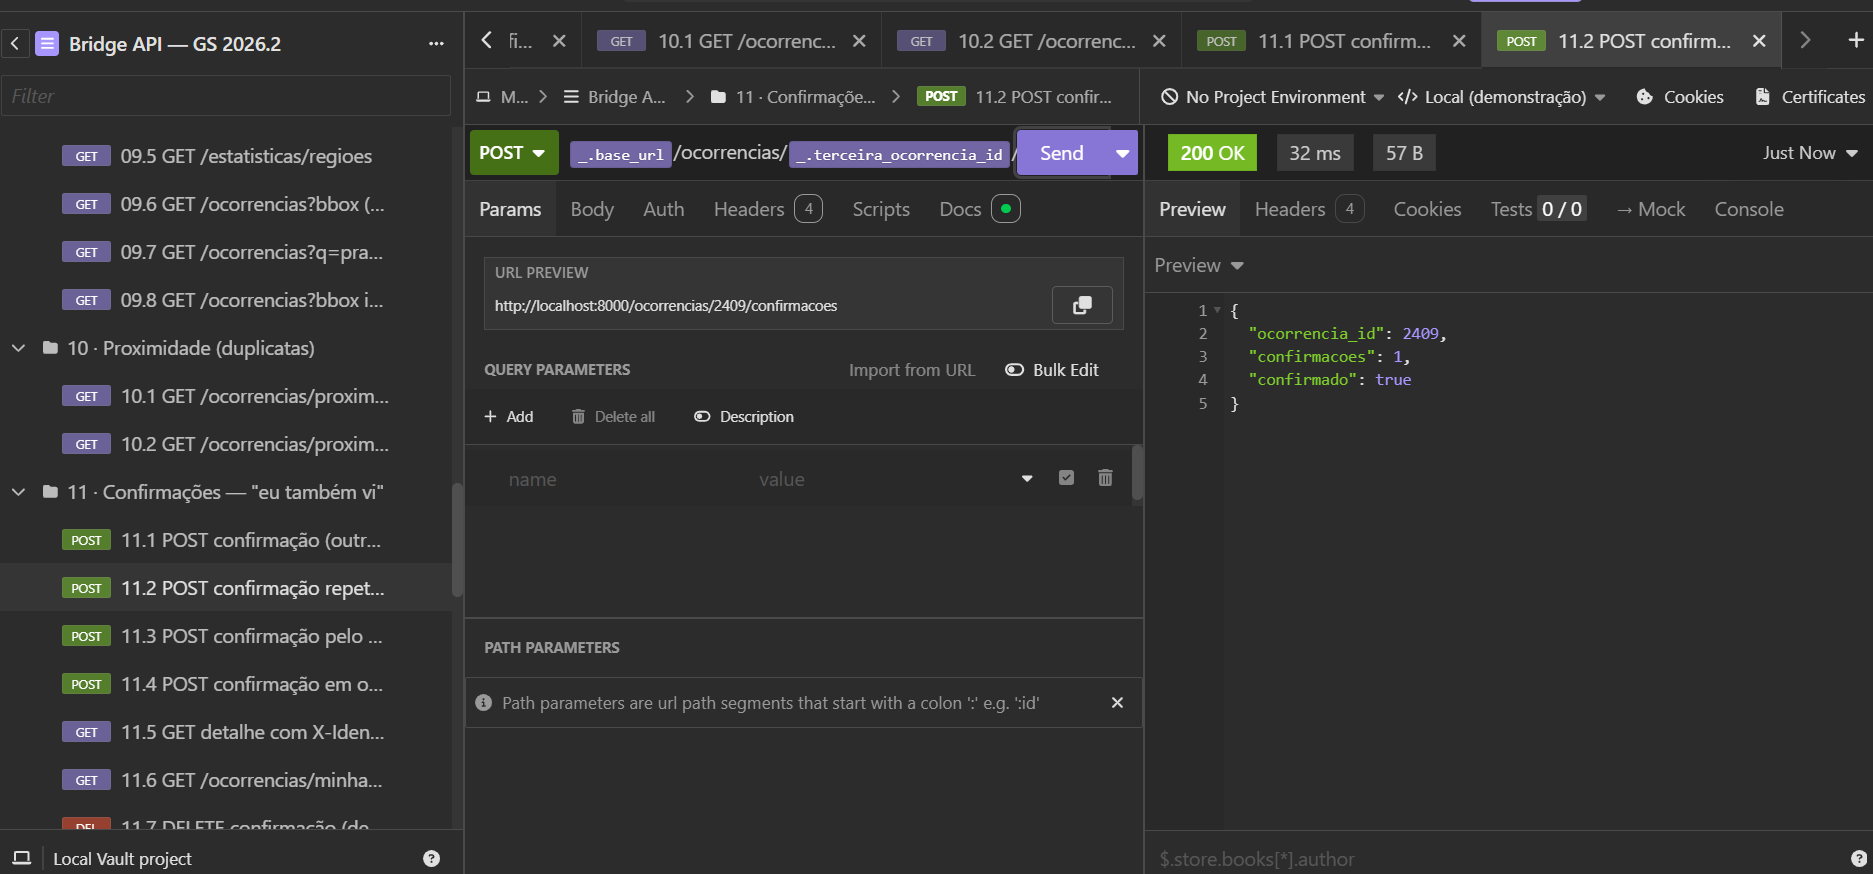 Bridge API — GS 2026.2
Filter
GET 09.5 GET /estatisticas/regioes
GET 09.6 GET /ocorrencias?bbox (...
GET 09.7 GET /ocorrencias?q=pra...
GET 09.8 GET /ocorrencias?bbox i...
10 · Proximidade (duplicatas)
GET 10.1 GET /ocorrencias/proxim...
GET 10.2 GET /ocorrencias/proxim...
11 · Confirmações — "eu também vi"
POST 11.1 POST confirmação (outr...
POST 11.2 POST confirmação repet...
POST 11.3 POST confirmação pelo ...
POST 11.4 POST confirmação em o...
GET 11.5 GET detalhe com X-Iden...
GET 11.6 GET /ocorrencias/minha...
DEL 11.7 DELETE confirmação (de...
Local Vault project
fi... GET 10.1 GET /ocorrenc... GET 10.2 GET /ocorrenc... POST 11.1 POST confirm... POST 11.2 POST confirm...
M... Bridge A... 11 · Confirmaçõe... POST 11.2 POST confir...
No Project Environment Local (demonstração) Cookies Certificates
POST _.base_url/ocorrencias/_.terceira_ocorrencia_id/ Send
Params Body Auth Headers 4 Scripts Docs
URL PREVIEW
http://localhost:8000/ocorrencias/2409/confirmacoes
QUERY PARAMETERS Import from URL Bulk Edit
Add Delete all Description
name value
PATH PARAMETERS
Path parameters are url path segments that start with a colon ':' e.g. ':id'
200 OK 32 ms 57 B Just Now
Preview Headers 4 Cookies Tests 0 / 0 → Mock Console
Preview
1 {
2 "ocorrencia_id": 2409,
3 "confirmacoes": 1,
4 "confirmado": true
5 }
$.store.books[*].author